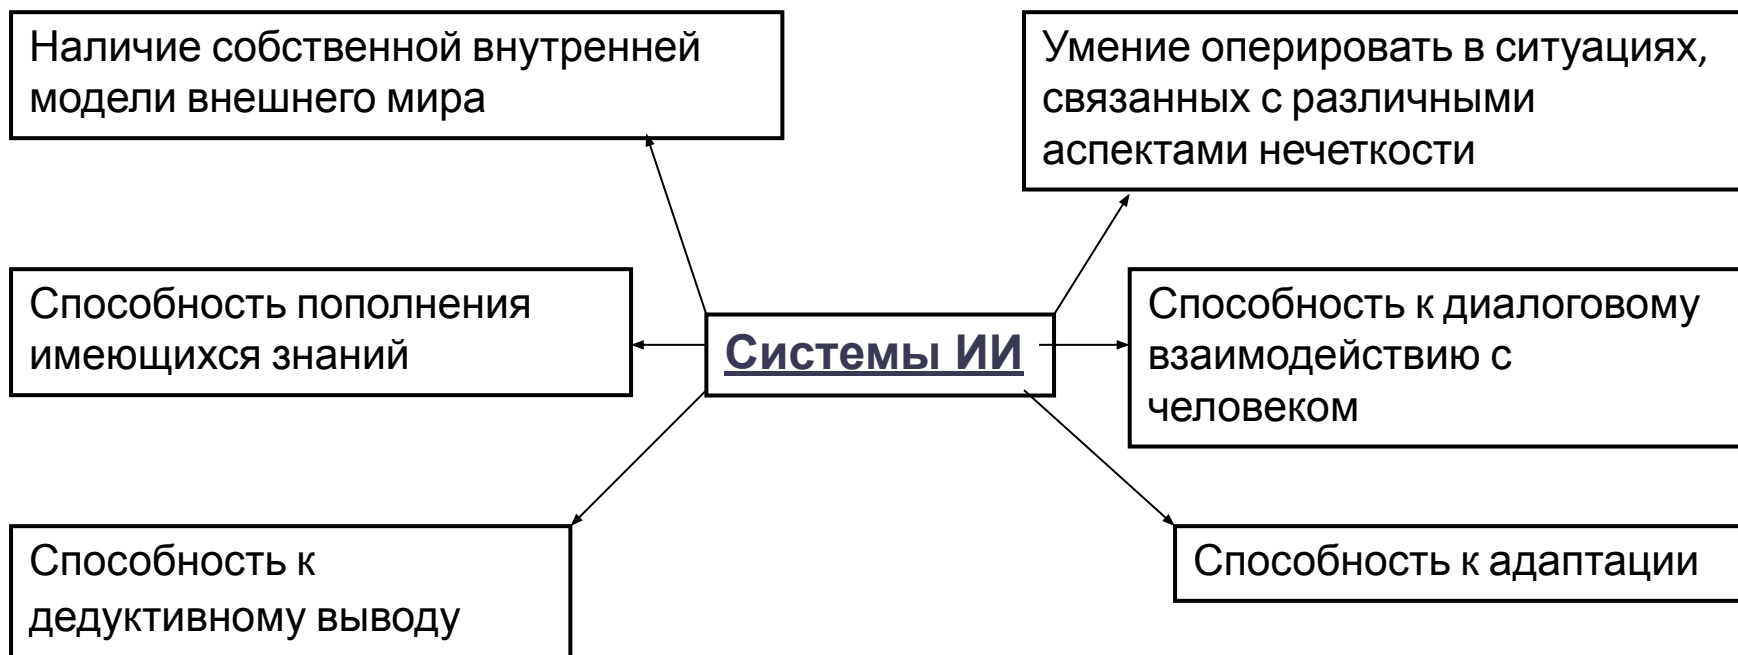 Наличие собственной внутренней
модели внешнего мира
Умение оперировать в ситуациях,
связанных с различными
аспектами нечеткости
Способность пополнения
имеющихся знаний
Системы ИИ
Способность к диалоговому
взаимодействию с
человеком
Способность к
дедуктивному выводу
Способность к адаптации